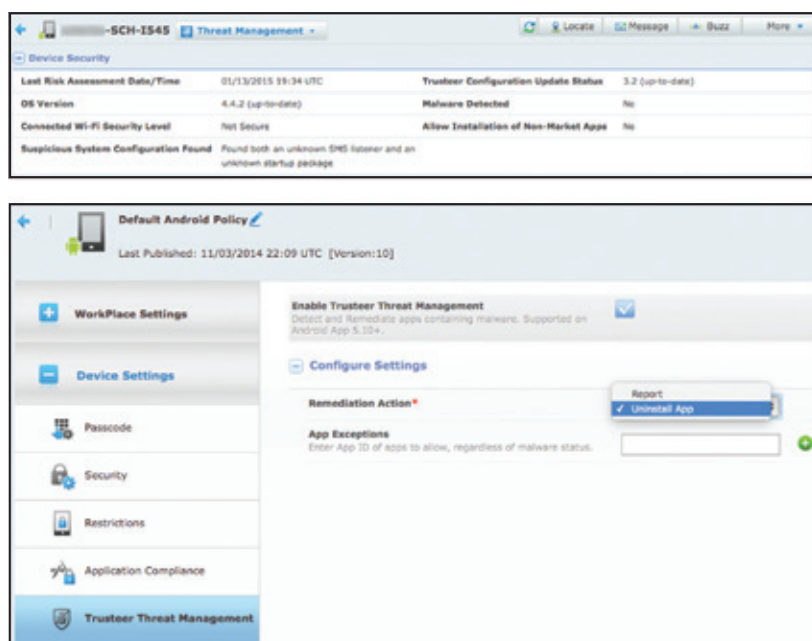 -SCH-I545 Threat Management
Locate Message Buzz More
Device Security
Last Risk Assessment Date/Time 01/13/2015 19:34 UTC Trusteer Configuration Update Status 3.2 (up-to-date)
OS Version 4.4.2 (up-to-date) Malware Detected No
Connected Wi-Fi Security Level Not Secure Allow Installation of Non-Market Apps No
Suspicious System Configuration Found Found both an unknown SMS listener and an
unknown startup package
Default Android Policy
Last Published: 11/03/2014 22:09 UTC [Version:10]
WorkPlace Settings
Device Settings
Passcode
Security
Restrictions
Application Compliance
Trusteer Threat Management
Enable Trusteer Threat Management
Detect and Remediate apps containing malware. Supported on
Android App 5.10+.
Configure Settings
Remediation Action*
Report
Uninstall App
App Exceptions
Enter App ID of apps to allow, regardless of malware status.